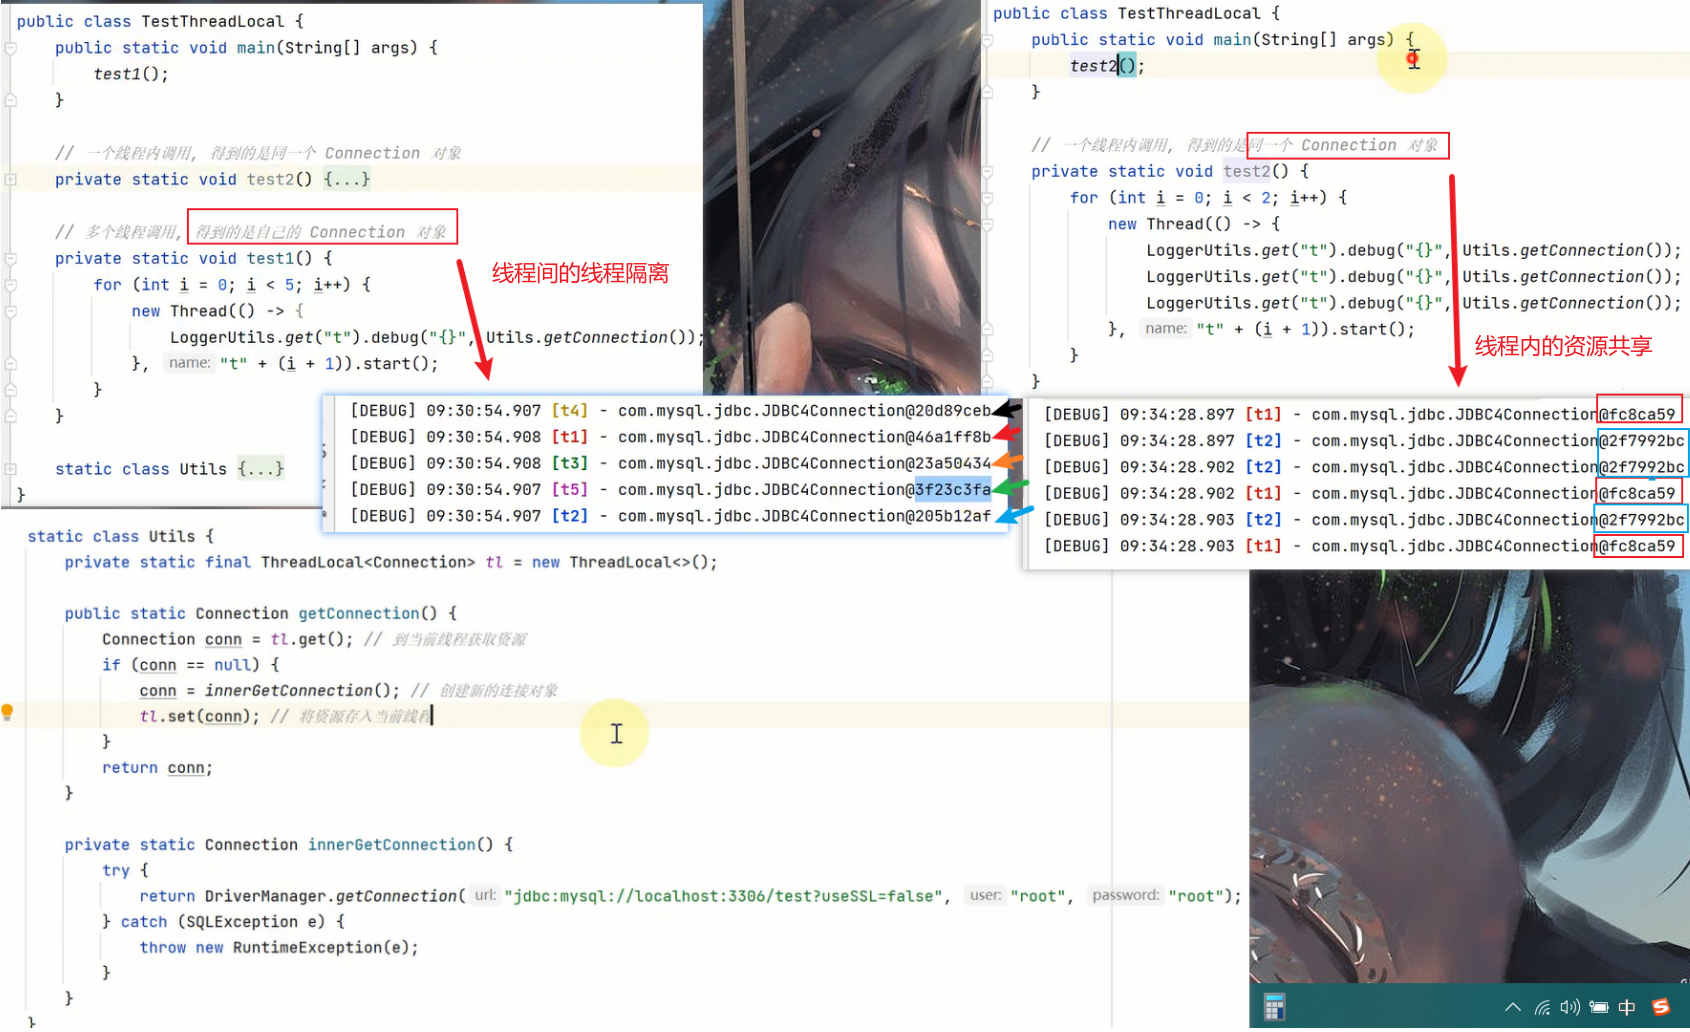 public class TestThreadLocal {
public static void main(String[] args) {
test1();
}
// 一个线程内调用, 得到的是同一个 Connection 对象
private static void test2() {...}
// 多个线程调用, 得到的是自己的 Connection 对象
private static void test1() {
for (int i = 0; i < 5; i++) {
new Thread(() -> {
LoggerUtils.get("t").debug("{}", Utils.getConnection());
}, name: "t" + (i + 1)).start();
}
}
static class Utils {...}
}
线程间的线程隔离
[DEBUG] 09:30:54.907 [t4] - com.mysql.jdbc.JDBC4Connection@20d89ceb
[DEBUG] 09:30:54.908 [t1] - com.mysql.jdbc.JDBC4Connection@46a1ff8b
[DEBUG] 09:30:54.908 [t3] - com.mysql.jdbc.JDBC4Connection@23a50434
[DEBUG] 09:30:54.907 [t5] - com.mysql.jdbc.JDBC4Connection@3f23c3fa
[DEBUG] 09:30:54.907 [t2] - com.mysql.jdbc.JDBC4Connection@205b12af
public class TestThreadLocal {
public static void main(String[] args) {
test2();
}
// 一个线程内调用, 得到的是同一个 Connection 对象
private static void test2() {
for (int i = 0; i < 2; i++) {
new Thread(() -> {
LoggerUtils.get("t").debug("{}", Utils.getConnection());
LoggerUtils.get("t").debug("{}", Utils.getConnection());
LoggerUtils.get("t").debug("{}", Utils.getConnection());
}, name: "t" + (i + 1)).start();
}
}
线程内的资源共享
[DEBUG] 09:34:28.897 [t1] - com.mysql.jdbc.JDBC4Connection@fc8ca59
[DEBUG] 09:34:28.897 [t2] - com.mysql.jdbc.JDBC4Connection@2f7992bc
[DEBUG] 09:34:28.902 [t2] - com.mysql.jdbc.JDBC4Connection@2f7992bc
[DEBUG] 09:34:28.902 [t1] - com.mysql.jdbc.JDBC4Connection@fc8ca59
[DEBUG] 09:34:28.903 [t2] - com.mysql.jdbc.JDBC4Connection@2f7992bc
[DEBUG] 09:34:28.903 [t1] - com.mysql.jdbc.JDBC4Connection@fc8ca59
static class Utils {
private static final ThreadLocal<Connection> tl = new ThreadLocal<>();
public static Connection getConnection() {
Connection conn = tl.get(); // 到当前线程获取资源
if (conn == null) {
conn = innerGetConnection(); // 创建新的连接对象
tl.set(conn); // 将资源存入当前线程
}
return conn;
}
private static Connection innerGetConnection() {
try {
return DriverManager.getConnection( url: "jdbc:mysql://localhost:3306/test?useSSL=false", user: "root", password: "root");
} catch (SQLException e) {
throw new RuntimeException(e);
}
}
}
中